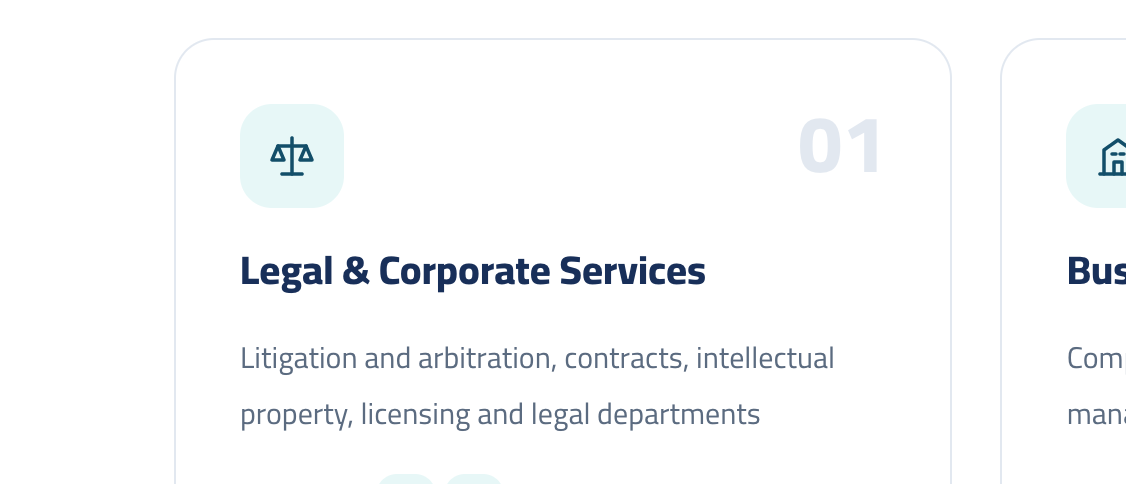 01
Legal & Corporate Services
Litigation and arbitration, contracts, intellectual
property, licensing and legal departments